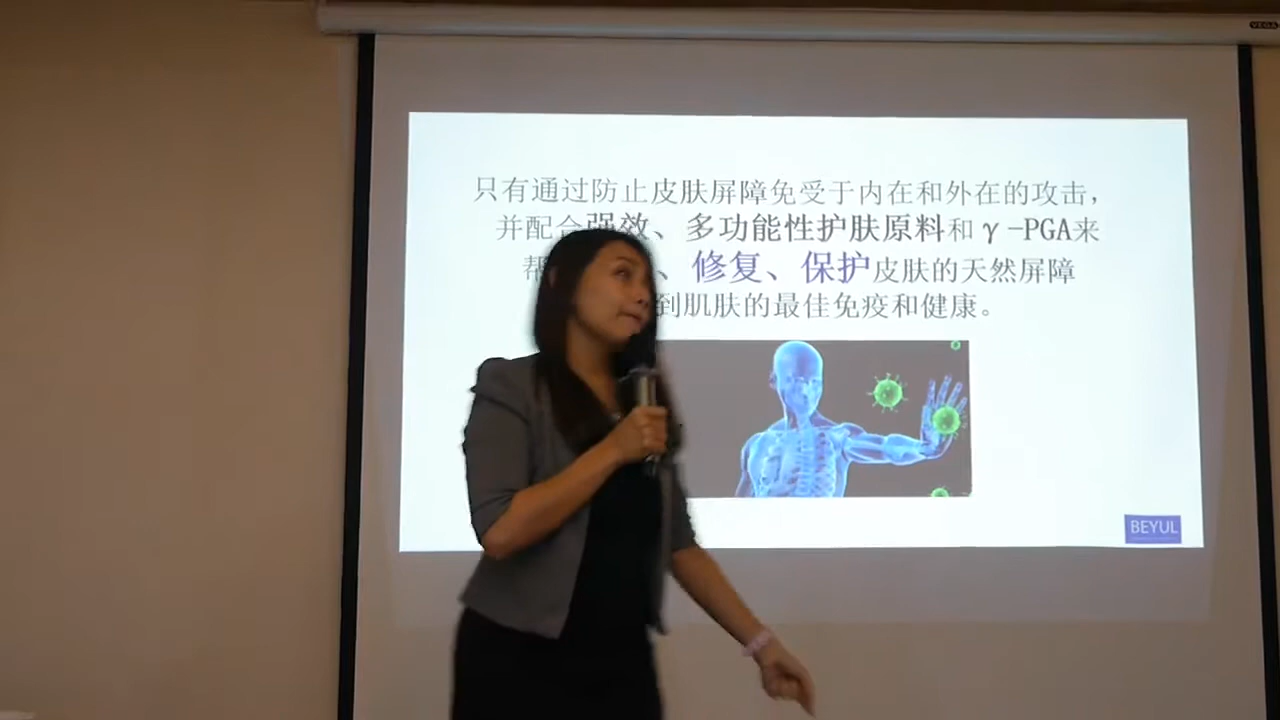 VEGA
只有通过防止皮肤屏障免受于内在和外在的攻击，
并配合强效、多功能性护肤原料和 γ-PGA来
帮 、修复、保护皮肤的天然屏障
到肌肤的最佳免疫和健康。
BEYUL